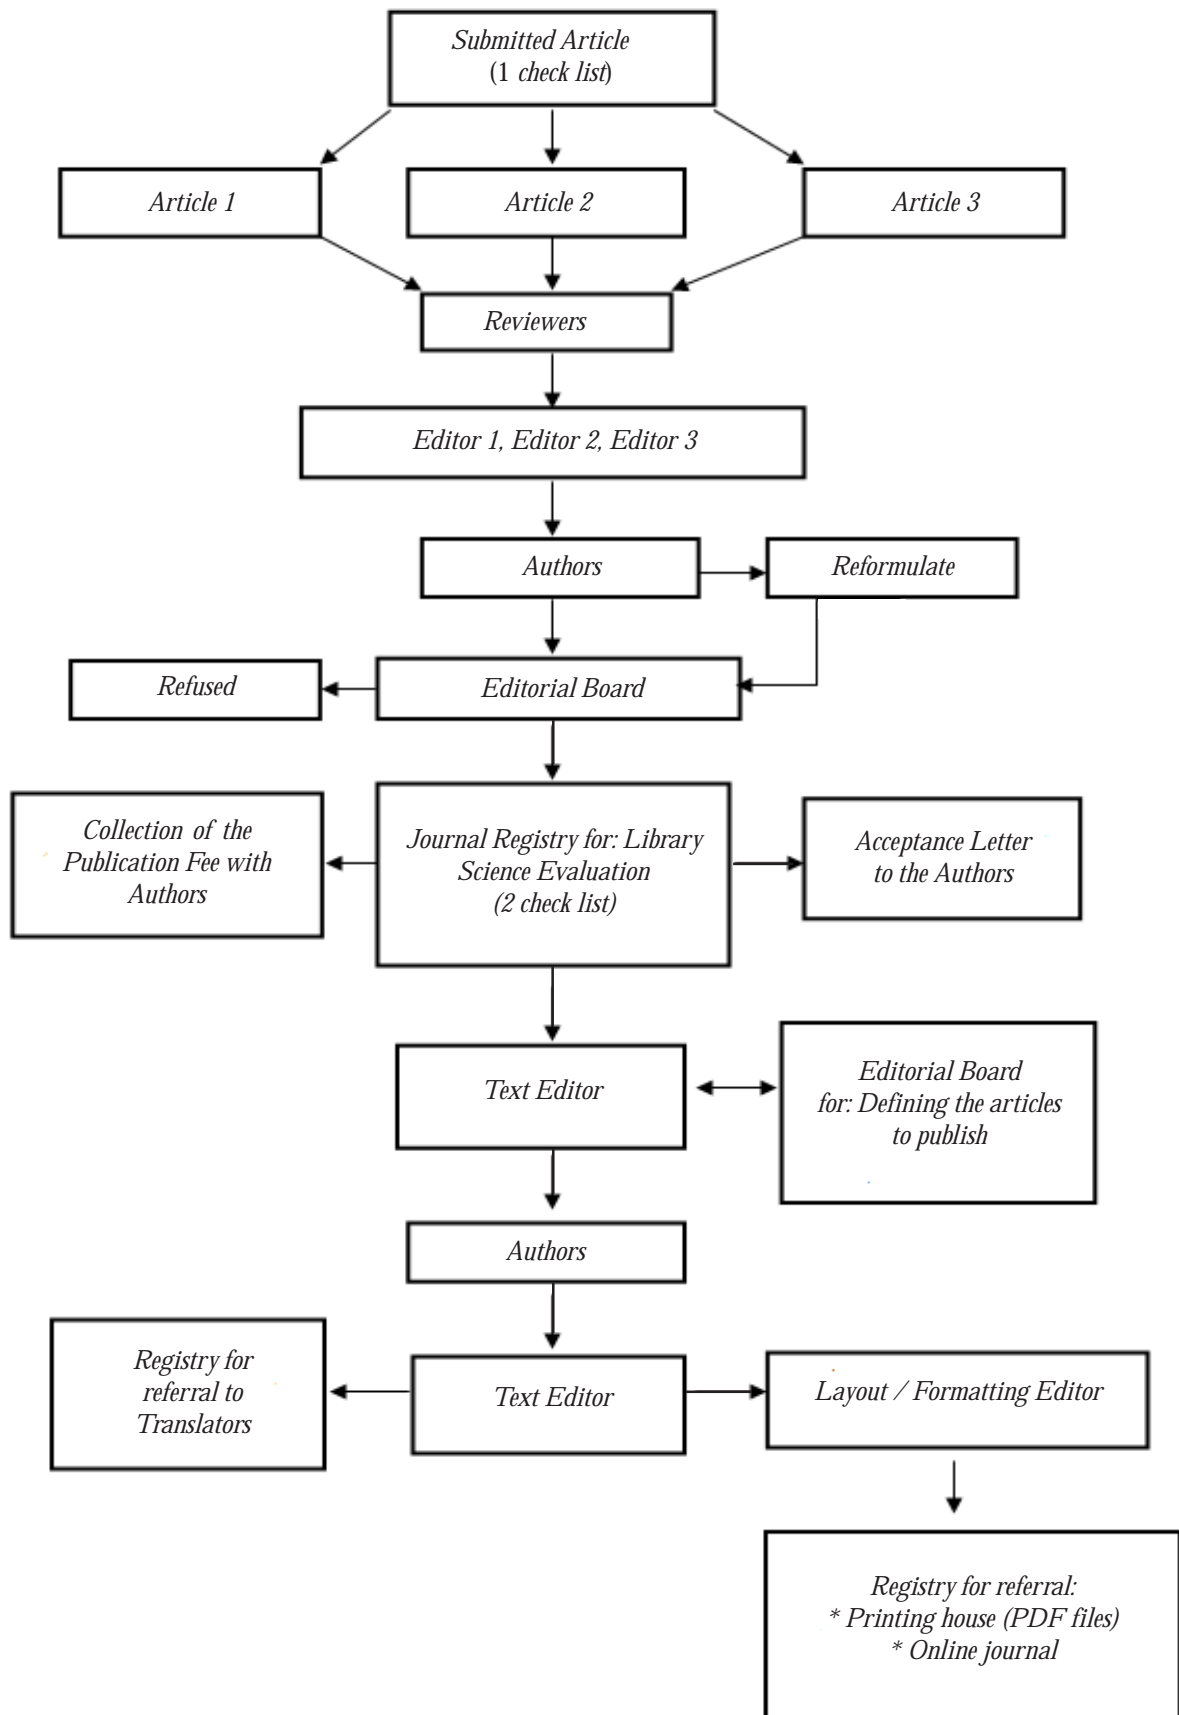 Submitted Article
(1 check list)
Article 1
Article 2
Article 3
Reviewers
Editor 1, Editor 2, Editor 3
Authors
Reformulate
Refused
Editorial Board
Collection of the
Publication Fee with
Authors
Journal Registry for: Library
Science Evaluation
(2 check list)
Acceptance Letter
to the Authors
Text Editor
Editorial Board
for: Defining the articles
to publish
Authors
Registry for
referral to
Translators
Text Editor
Layout / Formatting Editor
Registry for referral:
* Printing house (PDF files)
* Online journal